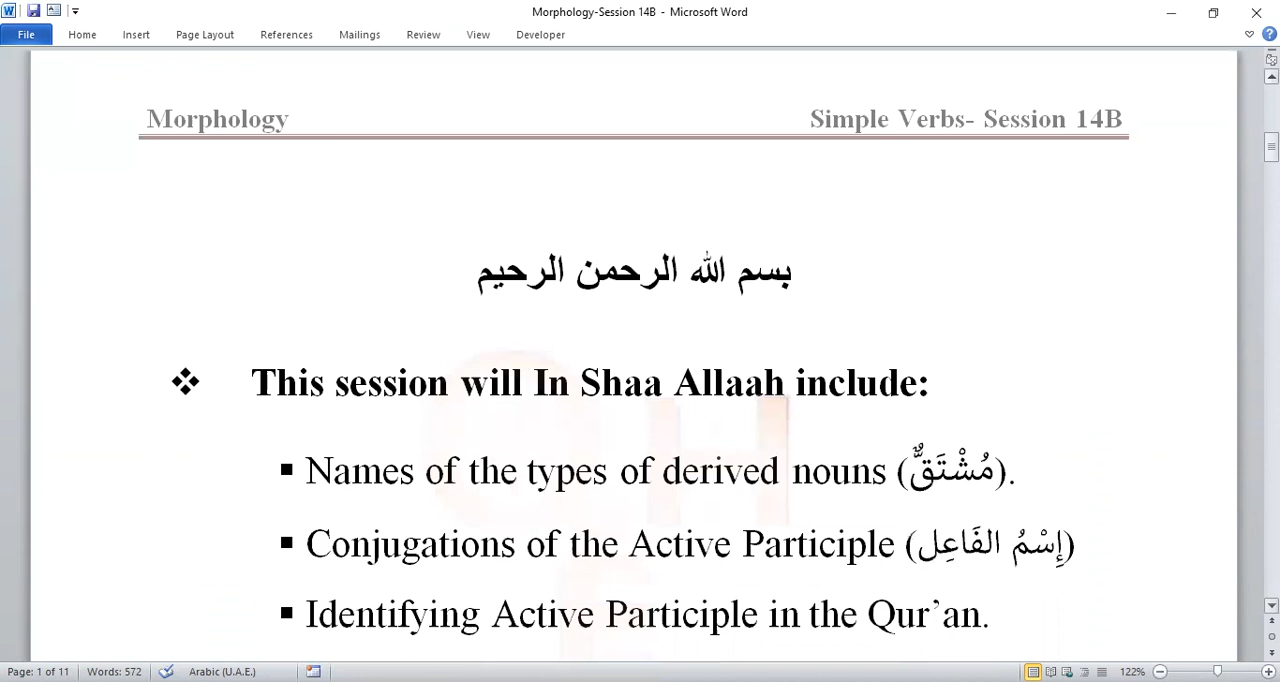 Morphology-Session 14B - Microsoft Word
File Home Insert Page Layout References Mailings Review View Developer
Morphology Simple Verbs- Session 14B
بسم الله الرحمن الرحيم
❖ This session will In Shaa Allaah include:
▪ Names of the types of derived nouns (مُشْتَقٌّ).
▪ Conjugations of the Active Participle (إِسْمُ الفَاعِل)
▪ Identifying Active Participle in the Qur’an.
Page: 1 of 11 Words: 572 Arabic (U.A.E.) 122%